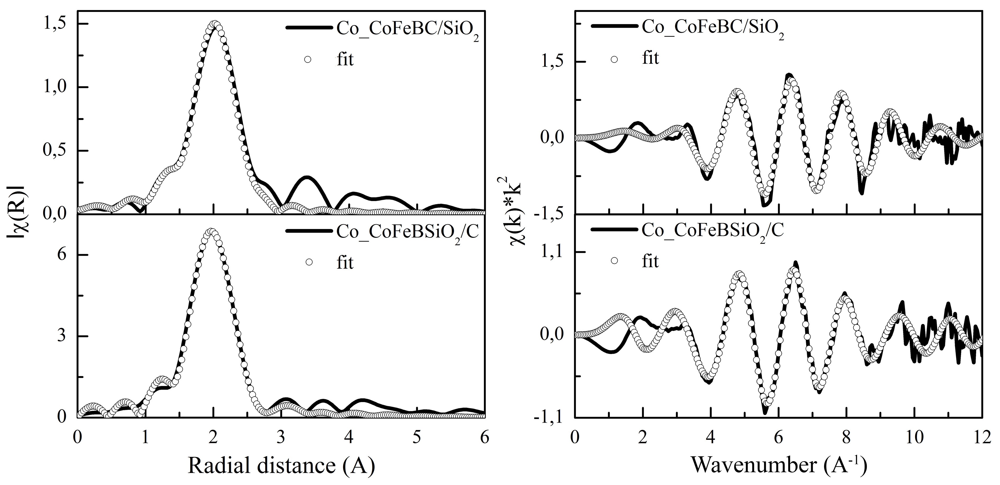 Co_CoFeBC/SiO2
fit
1,5
1,0
0,5
0,0
|χ(R)|
Co_CoFeBSiO2/C
fit
6
3
0
0 1 2 3 4 5 6
Radial distance (A)
Co_CoFeBC/SiO2
fit
1,5
0,0
-1,5
χ(k)*k2
Co_CoFeBSiO2/C
fit
1,1
0,0
-1,1
0 2 4 6 8 10 12
Wavenumber (A-1)